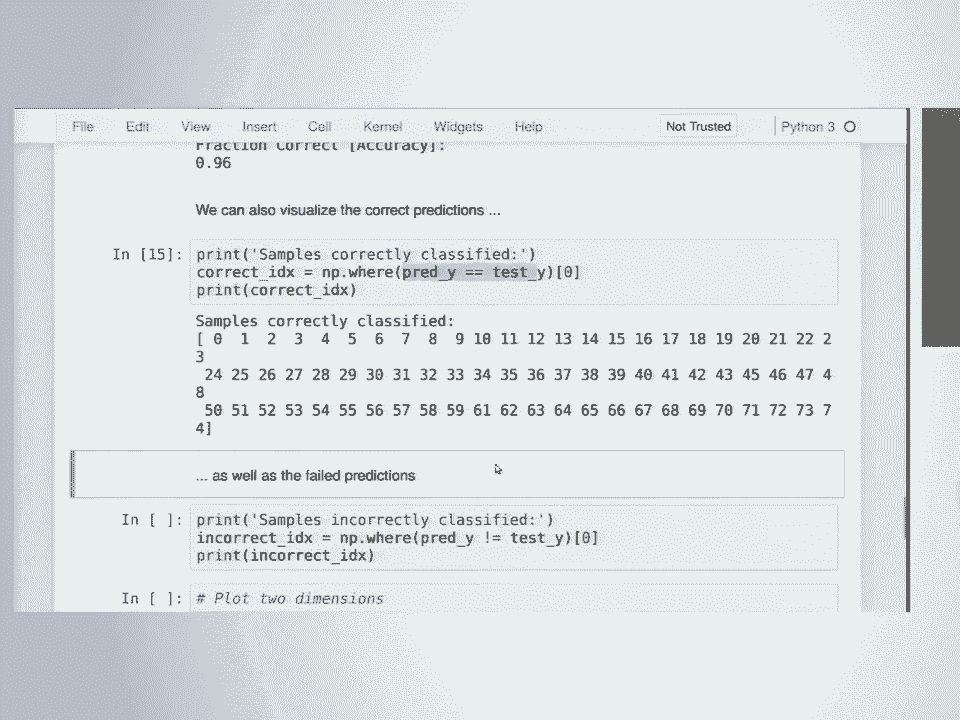 File Edit View Insert Cell Kernel Widgets Help Not Trusted Python 3
Fraction Correct [Accuracy]:
0.96
We can also visualize the correct predictions ...
In [15]: print('Samples correctly classified:')
correct_idx = np.where(pred_y == test_y)[0]
print(correct_idx)
Samples correctly classified:
[ 0 1 2 3 4 5 6 7 8 9 10 11 12 13 14 15 16 17 18 19 20 21 22 2
3
24 25 26 27 28 29 30 31 32 33 34 35 36 37 38 39 40 41 42 43 45 46 47 4
8
50 51 52 53 54 55 56 57 58 59 61 62 63 64 65 66 67 68 69 70 71 72 73 7
4]
... as well as the failed predictions
In [ ]: print('Samples incorrectly classified:')
incorrect_idx = np.where(pred_y != test_y)[0]
print(incorrect_idx)
In [ ]: # Plot two dimensions